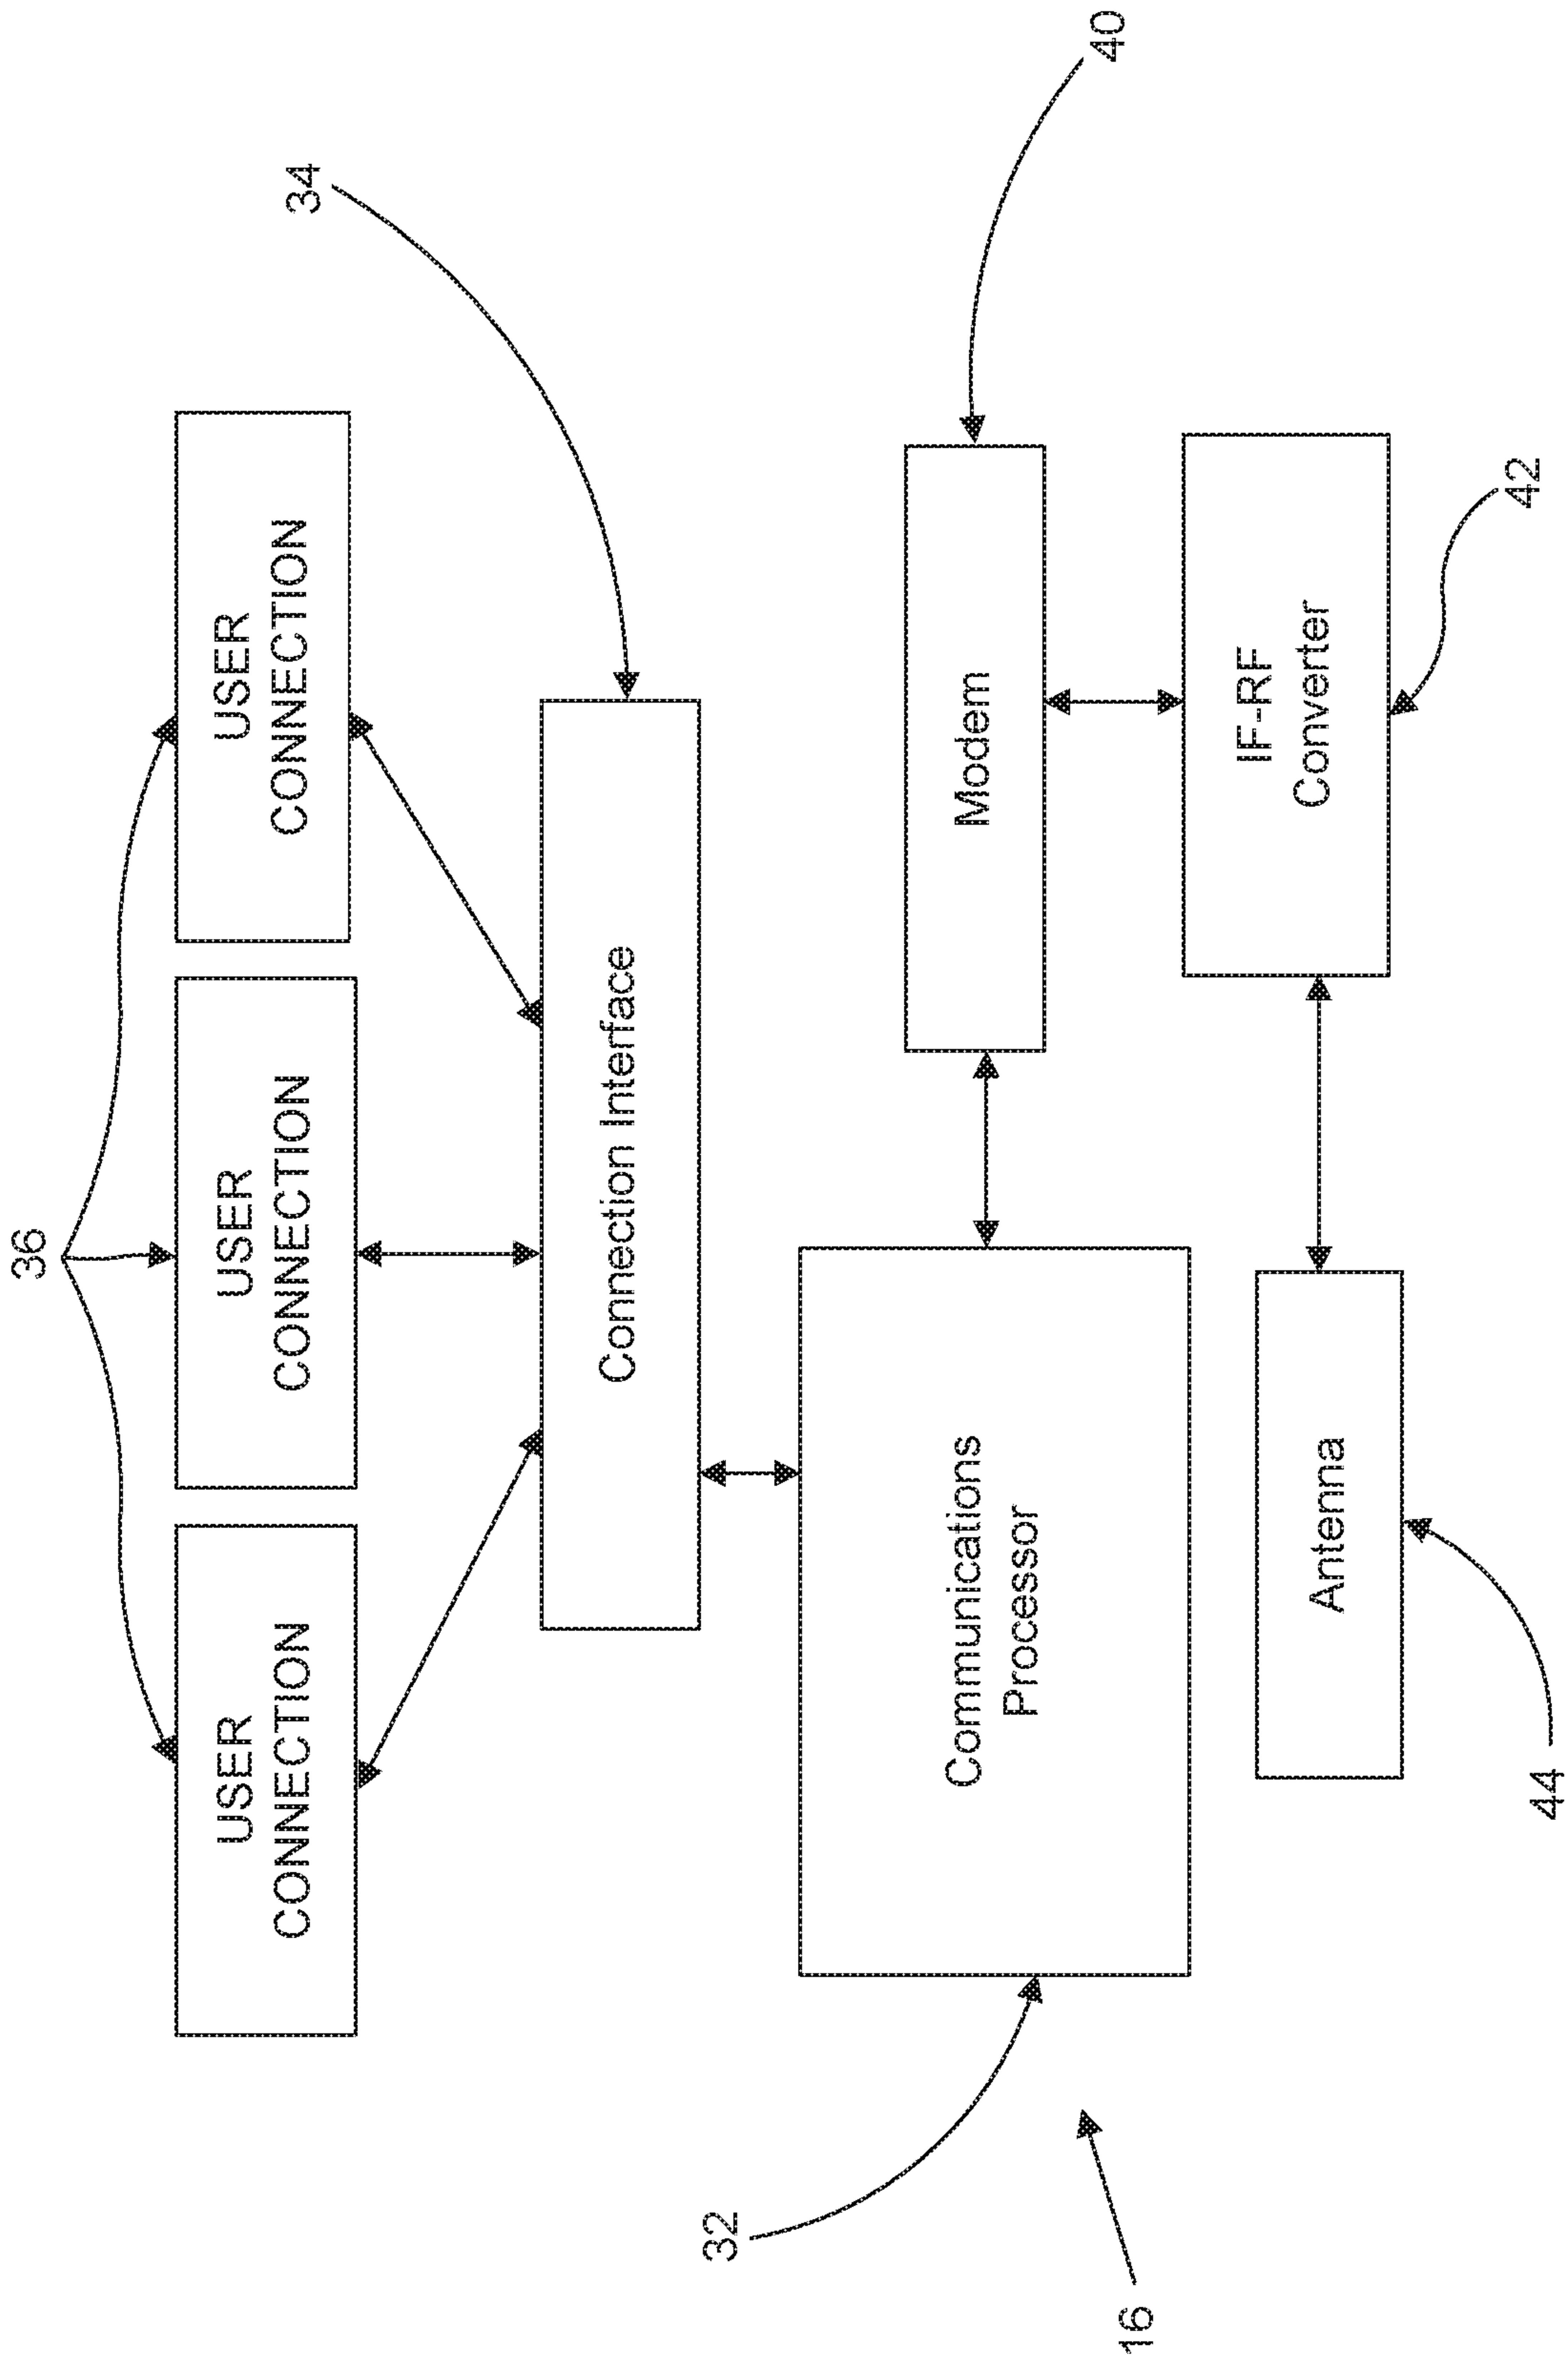 36
USER
CONNECTION
USER
CONNECTION
USER
CONNECTION
34
Connection Interface
32
Communications
Processor
Modem
40
16
Antenna
IF-RF
Converter
44
42